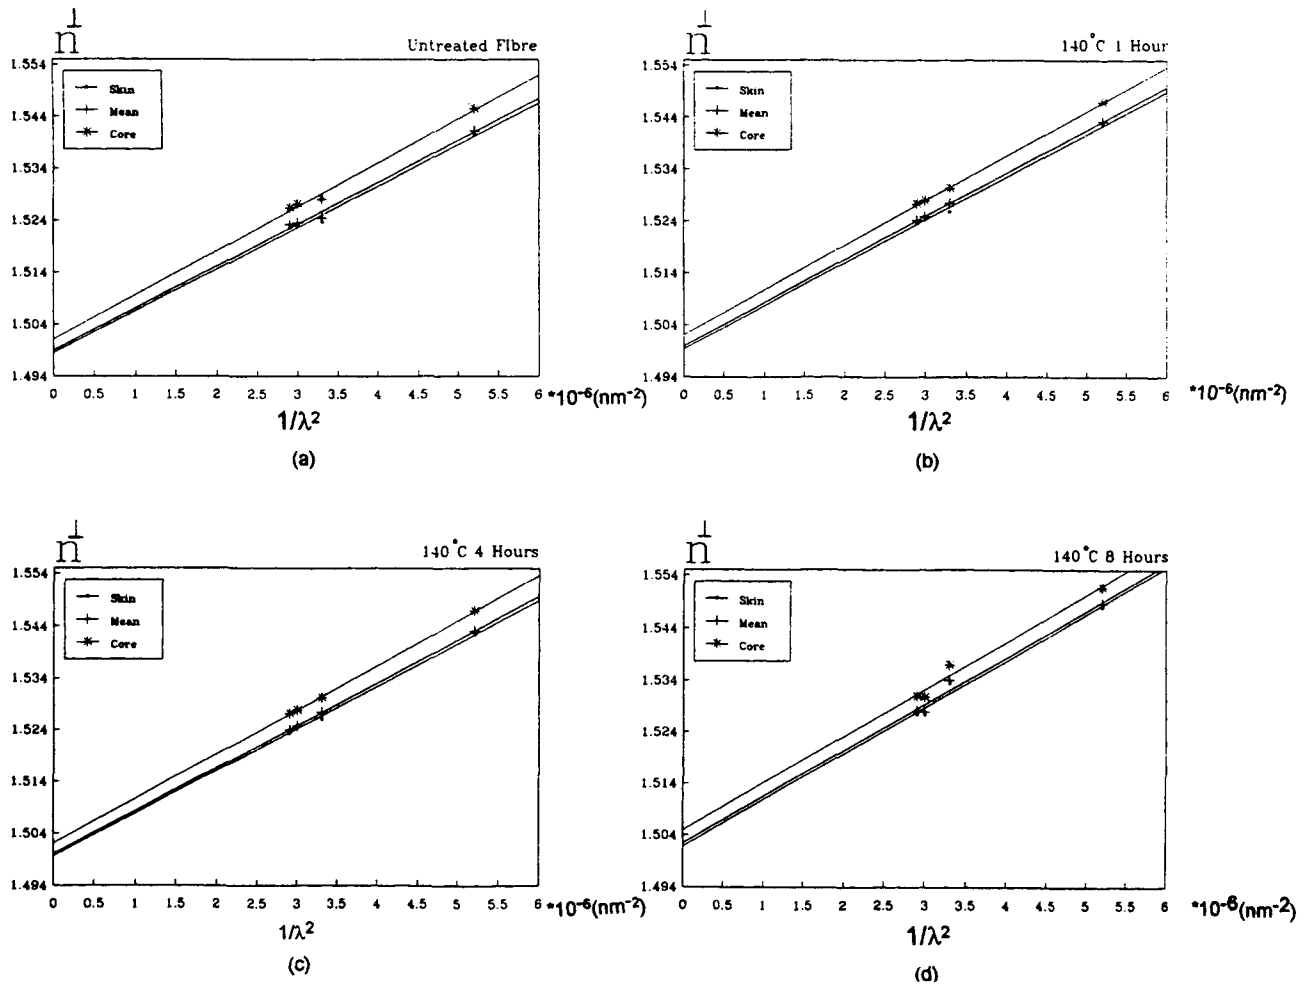 n⊥
Untreated FIbre
1.554
1.544
1.534
1.524
1.514
1.504
1.494
Skin
Mean
Core
0 0.5 1 1.5 2 2.5 3 3.5 4 4.5 5 5.5 6 *10-6(nm-2)
1/λ2
(a)
n⊥
140°C 1 Hour
1.554
1.544
1.534
1.524
1.514
1.504
1.494
Skin
Mean
Core
0 0.5 1 1.5 2 2.5 3 3.5 4 4.5 5 5.5 6 *10-6(nm-2)
1/λ2
(b)
n⊥
140°C 4 Hours
1.554
1.544
1.534
1.524
1.514
1.504
1.494
Skin
Mean
Core
0 0.5 1 1.5 2 2.5 3 3.5 4 4.5 5 5.5 6 *10-6(nm-2)
1/λ2
(c)
n⊥
140°C 8 Hours
1.554
1.544
1.534
1.524
1.514
1.504
1.494
Skin
Mean
Core
0 0.5 1 1.5 2 2.5 3 3.5 4 4.5 5 5.5 6 *10-6(nm-2)
1/λ2
(d)